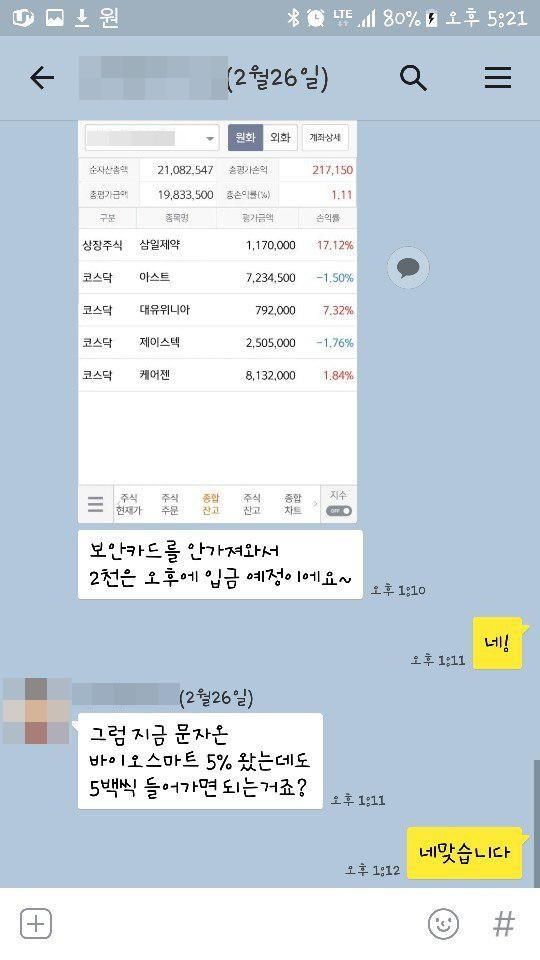 원 LTE 80% 오후 5:21
(2월26일)
원화 외화 계좌상세
순자산총액 21,082,547 총평가손익 217,150
총평가금액 19,833,500 총손익률(%) 1.11
구분 종목명 평가금액 손익률
상장주식 삼일제약 1,170,000 17.12%
코스닥 아스트 7,234,500 -1.50%
코스닥 대유위니아 792,000 7.32%
코스닥 제이스텍 2,505,000 -1.76%
코스닥 케어젠 8,132,000 1.84%
주식 주식 종합 주식 종합 지수
현재가 주문 잔고 잔고 차트 OFF
보안카드를 안가져와서
2천은 오후에 입금 예정이에요~
오후 1:10
네!
오후 1:11
(2월26일)
그럼 지금 문자온
바이오스마트 5% 왔는데도
5백씩 들어가면 되는거죠?
오후 1:11
네맞습니다
오후 1:12
#